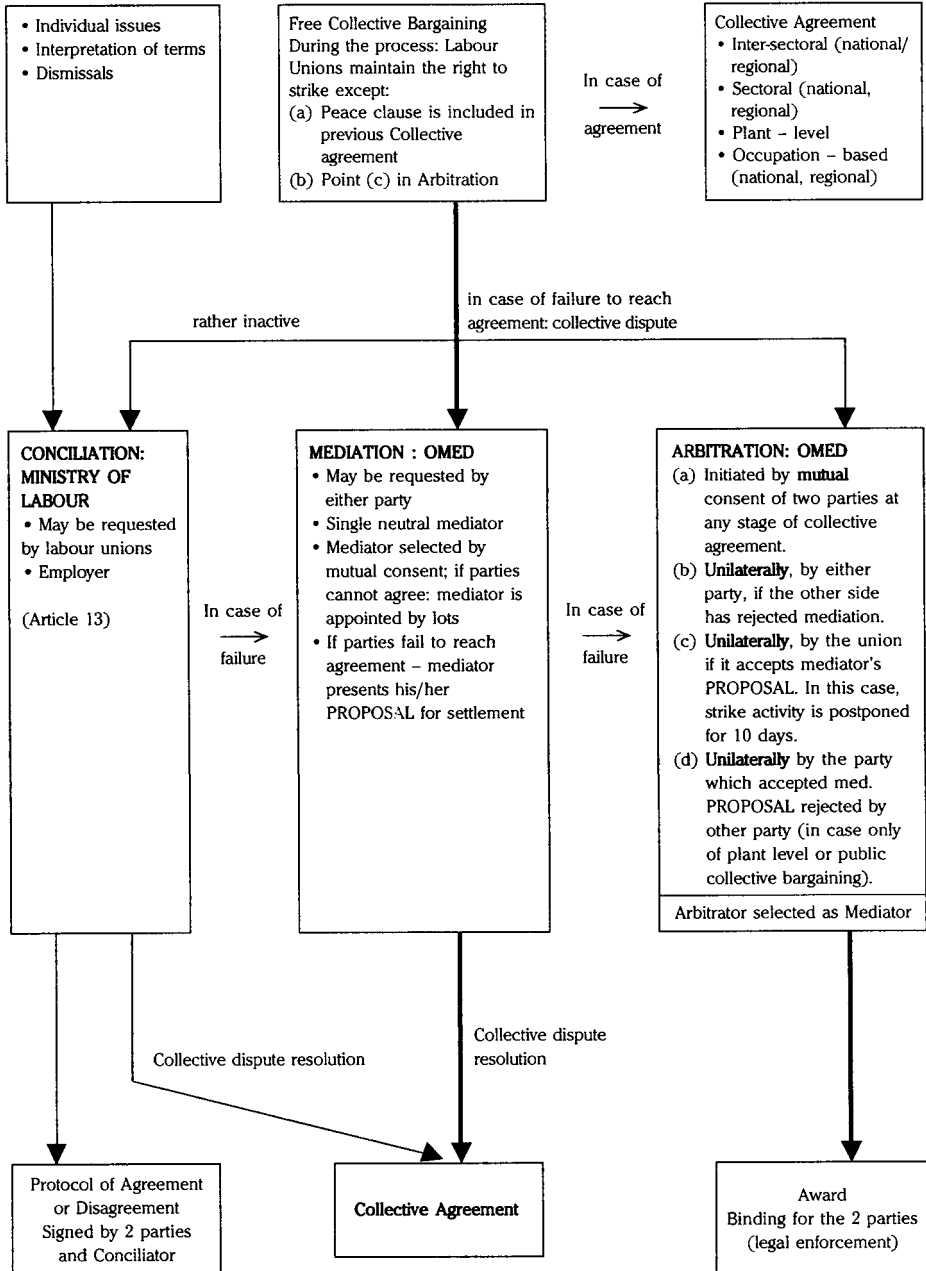 • Individual issues
• Interpretation of terms
• Dismissals
Free Collective Bargaining
During the process: Labour
Unions maintain the right to
strike except:
(a) Peace clause is included in
previous Collective
agreement
(b) Point (c) in Arbitration
In case of
agreement
Collective Agreement
• Inter-sectoral (national/
regional)
• Sectoral (national,
regional)
• Plant – level
• Occupation – based
(national, regional)
rather inactive
in case of failure to reach
agreement: collective dispute
CONCILIATION:
MINISTRY OF
LABOUR
• May be requested
by labour unions
• Employer
(Article 13)
In case of
failure
MEDIATION : OMED
• May be requested by
either party
• Single neutral mediator
• Mediator selected by
mutual consent; if parties
cannot agree: mediator is
appointed by lots
• If parties fail to reach
agreement – mediator
presents his/her
PROPOSAL for settlement
In case of
failure
ARBITRATION: OMED
(a) Initiated by mutual
consent of two parties at
any stage of collective
agreement.
(b) Unilaterally, by either
party, if the other side
has rejected mediation.
(c) Unilaterally, by the union
if it accepts mediator's
PROPOSAL. In this case,
strike activity is postponed
for 10 days.
(d) Unilaterally by the party
which accepted med.
PROPOSAL rejected by
other party (in case only
of plant level or public
collective bargaining).
Arbitrator selected as Mediator
Collective dispute resolution
Collective dispute
resolution
Protocol of Agreement
or Disagreement
Signed by 2 parties
and Conciliator
Collective Agreement
Award
Binding for the 2 parties
(legal enforcement)